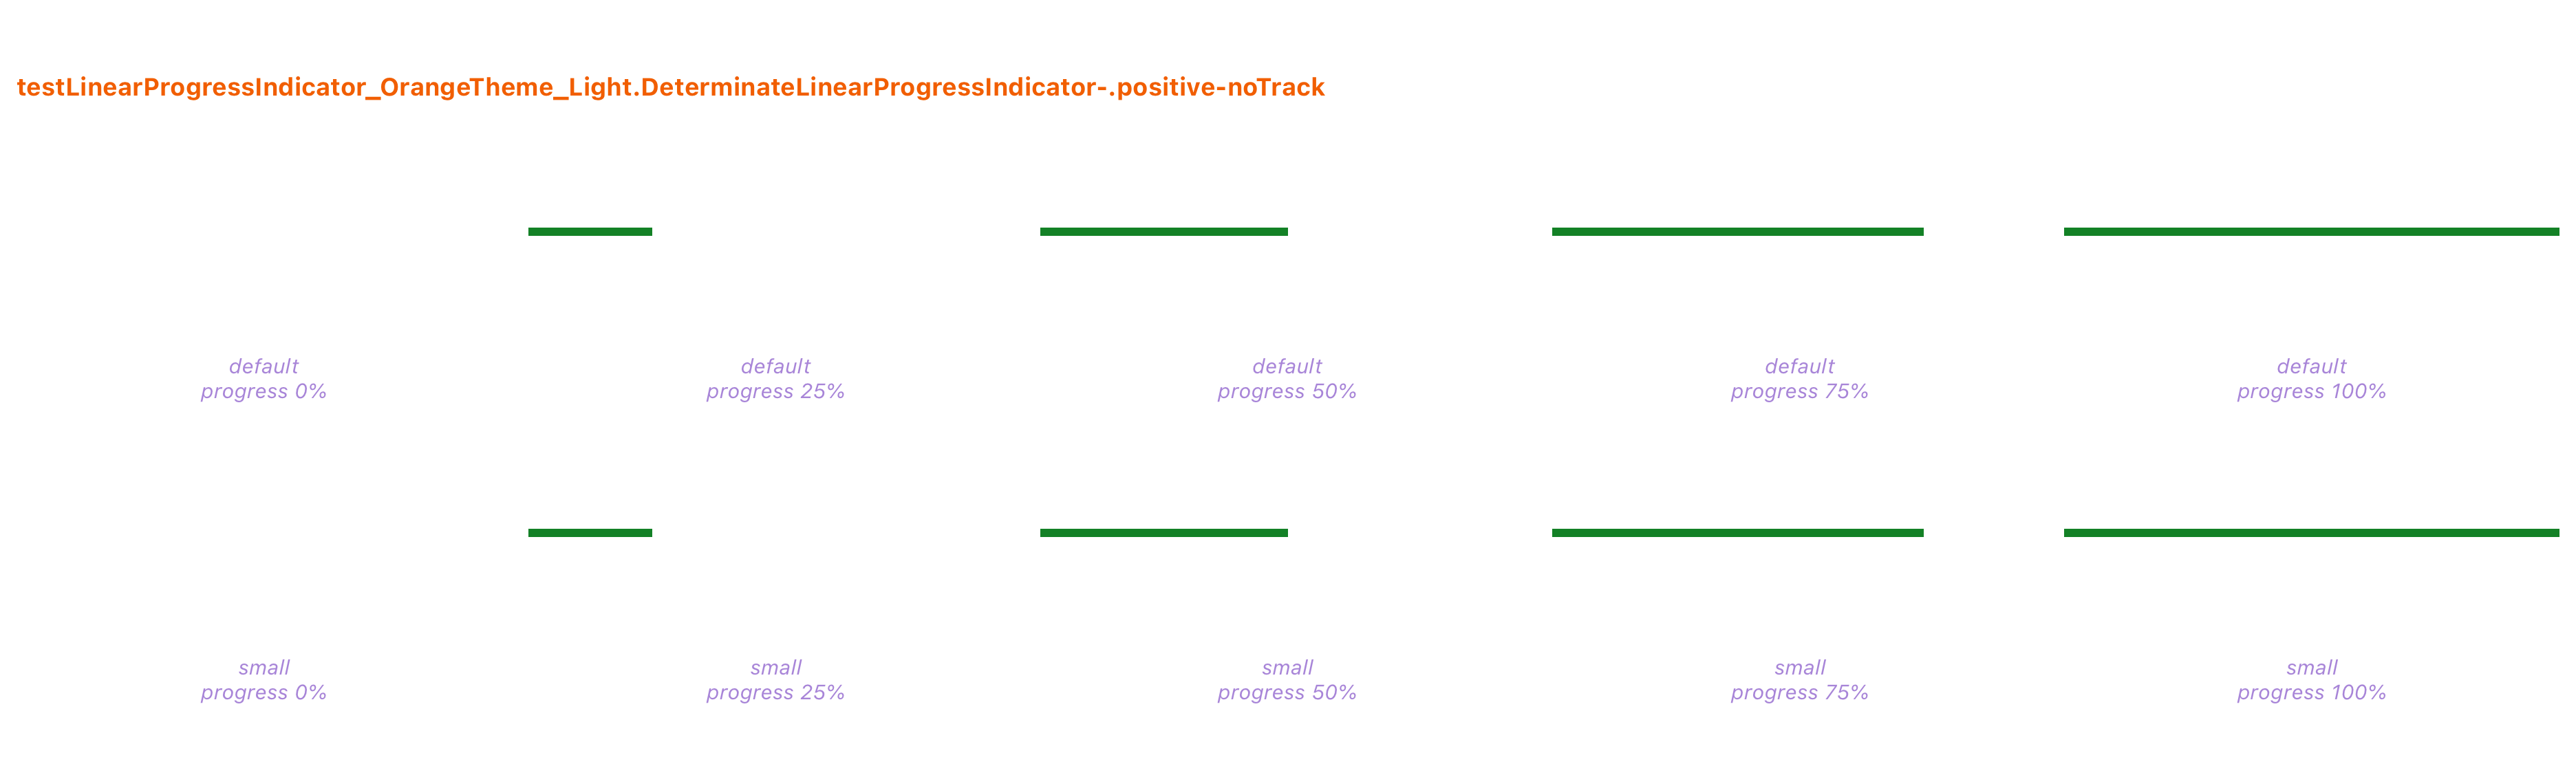 testLinearProgressIndicator_OrangeTheme_Light.DeterminateLinearProgressIndicator-.positive-noTrack
default
progress 0%
default
progress 25%
default
progress 50%
default
progress 75%
default
progress 100%
small
progress 0%
small
progress 25%
small
progress 50%
small
progress 75%
small
progress 100%